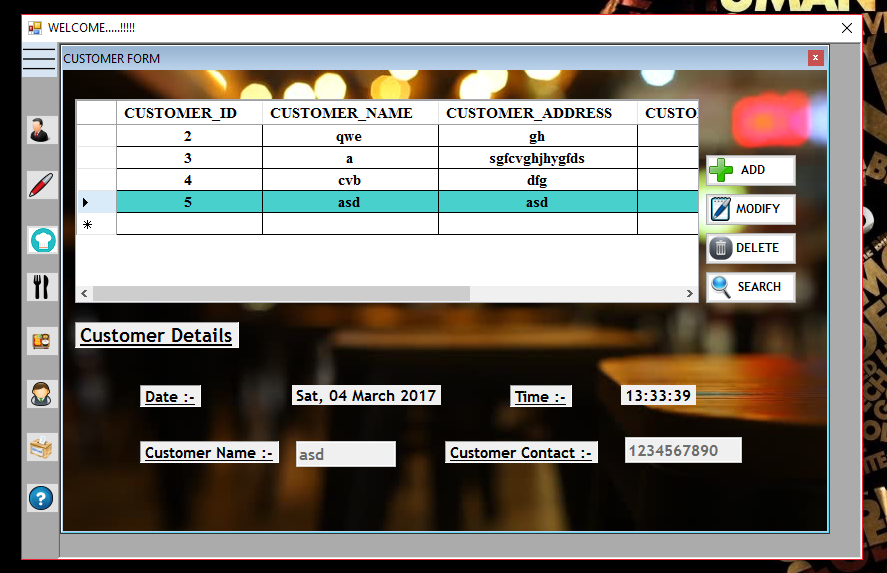 WELCOME.....!!!!!
CUSTOMER FORM
CUSTOMER_ID CUSTOMER_NAME CUSTOMER_ADDRESS CUSTO
2 qwe gh
3 a sgfcvghjhygfds
4 cvb dfg
5 asd asd
ADD
MODIFY
DELETE
SEARCH
Customer Details
Date :- Sat, 04 March 2017 Time :- 13:33:39
Customer Name :- asd Customer Contact :- 1234567890